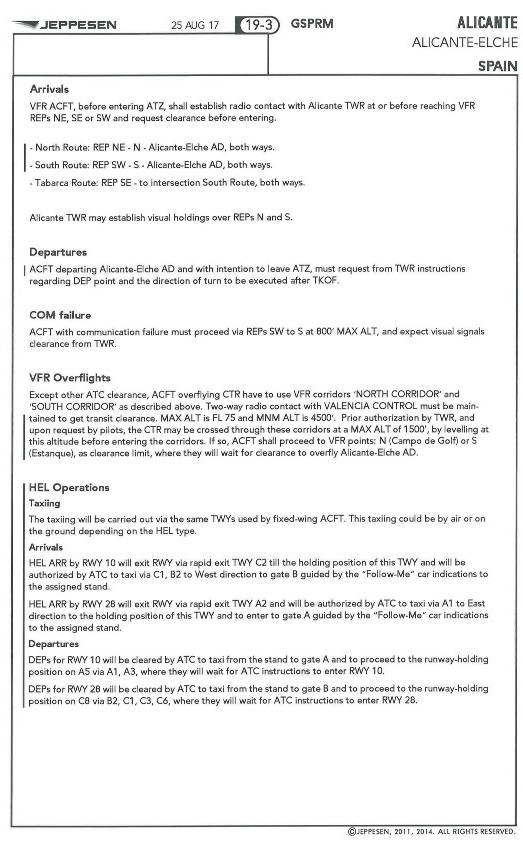 JEPPESEN 25 AUG 17 19-3 GSPRM ALICANTE
ALICANTE-ELCHE
SPAIN
Arrivals
VFR ACFT, before entering ATZ, shall establish radio contact with Alicante TWR at or before reaching VFR
REPs NE, SE or SW and request clearance before entering.
- North Route: REP NE - N - Alicante-Elche AD, both ways.
- South Route: REP SW - S - Alicante-Elche AD, both ways.
- Tabarca Route: REP SE - to intersection South Route, both ways.
Alicante TWR may establish visual holdings over REPs N and S.
Departures
ACFT departing Alicante-Elche AD and with intention to leave ATZ, must request from TWR instructions
regarding DEP point and the direction of turn to be executed after TKOF.
COM failure
ACFT with communication failure must proceed via REPs SW to S at 800' MAX ALT, and expect visual signals
clearance from TWR.
VFR Overflights
Except other ATC clearance, ACFT overflying CTR have to use VFR corridors 'NORTH CORRIDOR' and
'SOUTH CORRIDOR' as described above. Two-way radio contact with VALENCIA CONTROL must be main-
tained to get transit clearance. MAX ALT is FL 75 and MNM ALT is 4500'. Prior authorization by TWR, and
upon request by pilots, the CTR may be crossed through these corridors at a MAX ALT of 1500', by levelling at
this altitude before entering the corridors. If so, ACFT shall proceed to VFR points: N (Campo de Golf) or S
(Estanque), as clearance limit, where they will wait for clearance to overfly Alicante-Elche AD.
HEL Operations
Taxiing
The taxiing will be carried out via the same TWYs used by fixed-wing ACFT. This taxiing could be by air or on
the ground depending on the HEL type.
Arrivals
HEL ARR by RWY 10 will exit RWY via rapid exit TWY C2 till the holding position of this TWY and will be
authorized by ATC to taxi via C1, B2 to West direction to gate B guided by the "Follow-Me" car indications to
the assigned stand.
HEL ARR by RWY 28 will exit RWY via rapid exit TWY A2 and will be authorized by ATC to taxi via A1 to East
direction to the holding position of this TWY and to enter to gate A guided by the "Follow-Me" car indications
to the assigned stand.
Departures
DEPs for RWY 10 will be cleared by ATC to taxi from the stand to gate A and to proceed to the runway-holding
position on A5 via A1, A3, where they will wait for ATC instructions to enter RWY 10.
DEPs for RWY 28 will be cleared by ATC to taxi from the stand to gate B and to proceed to the runway-holding
position on C8 via B2, C1, C3, C6, where they will wait for ATC instructions to enter RWY 28.
©JEPPESEN, 2011, 2014. ALL RIGHTS RESERVED.